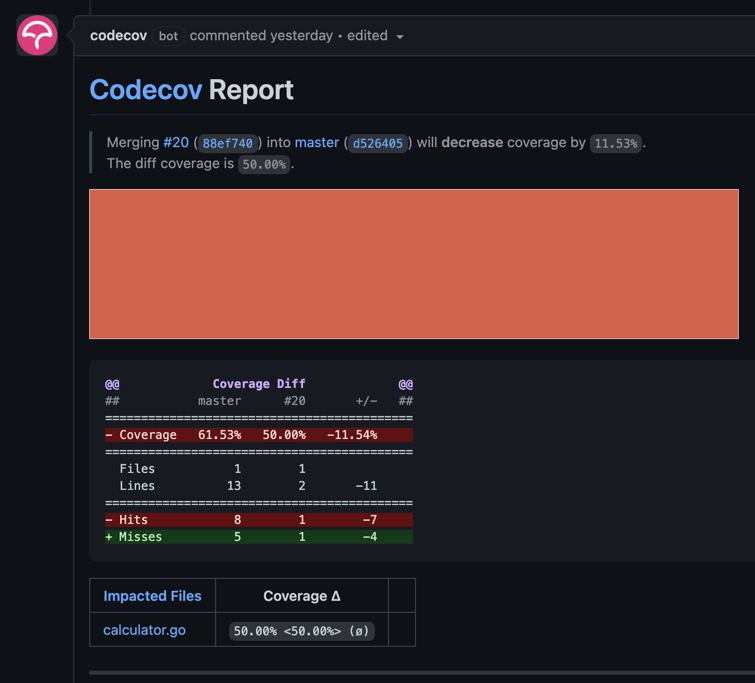 codecov bot commented yesterday • edited
Codecov Report
Merging #20 (88ef740) into master (d526405) will decrease coverage by 11.53%.
The diff coverage is 50.00%.
@@ Coverage Diff @@
## master #20 +/- ##
===========================================
- Coverage 61.53% 50.00% -11.54%
===========================================
Files 1 1
Lines 13 2 -11
===========================================
- Hits 8 1 -7
+ Misses 5 1 -4
Impacted Files Coverage Δ
calculator.go 50.00% <50.00%> (ø)